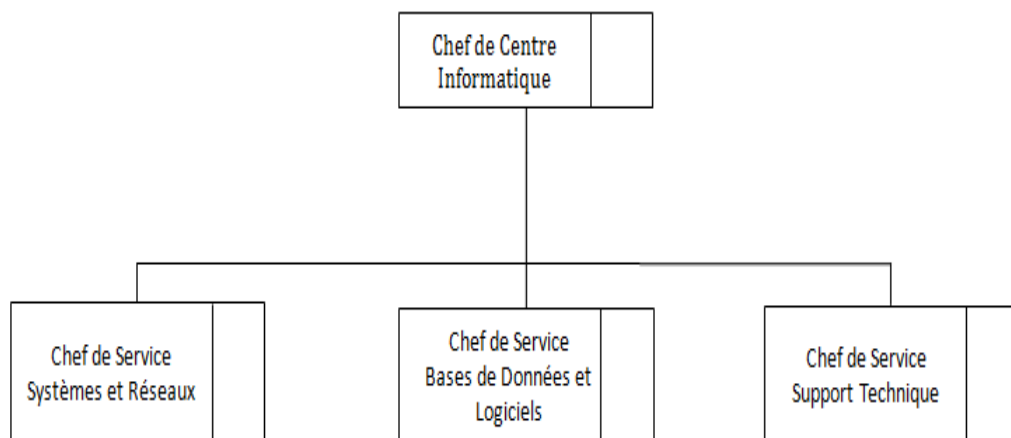 Chef de Centre
Informatique
Chef de Service
Systèmes et Réseaux
Chef de Service
Bases de Données et
Logiciels
Chef de Service
Support Technique